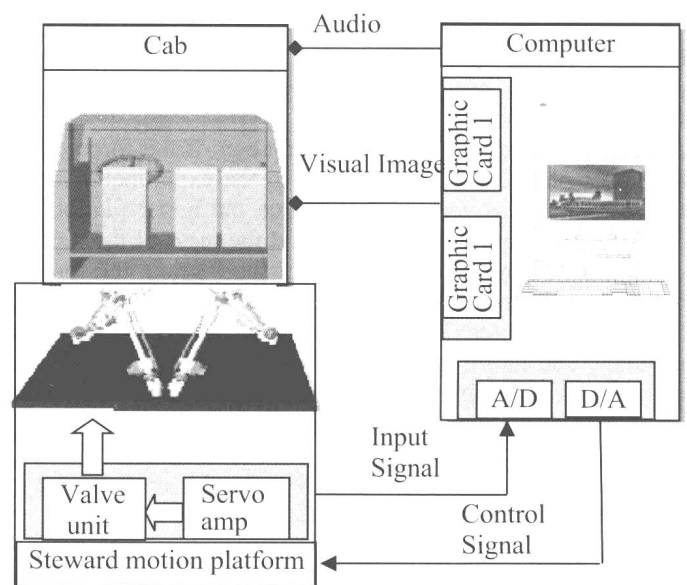 Cab
Audio
Computer
Visual Image
Graphic
Card 1
Graphic
Card 1
A/D
D/A
Input
Signal
Valve
unit
Servo
amp
Control
Signal
Steward motion platform